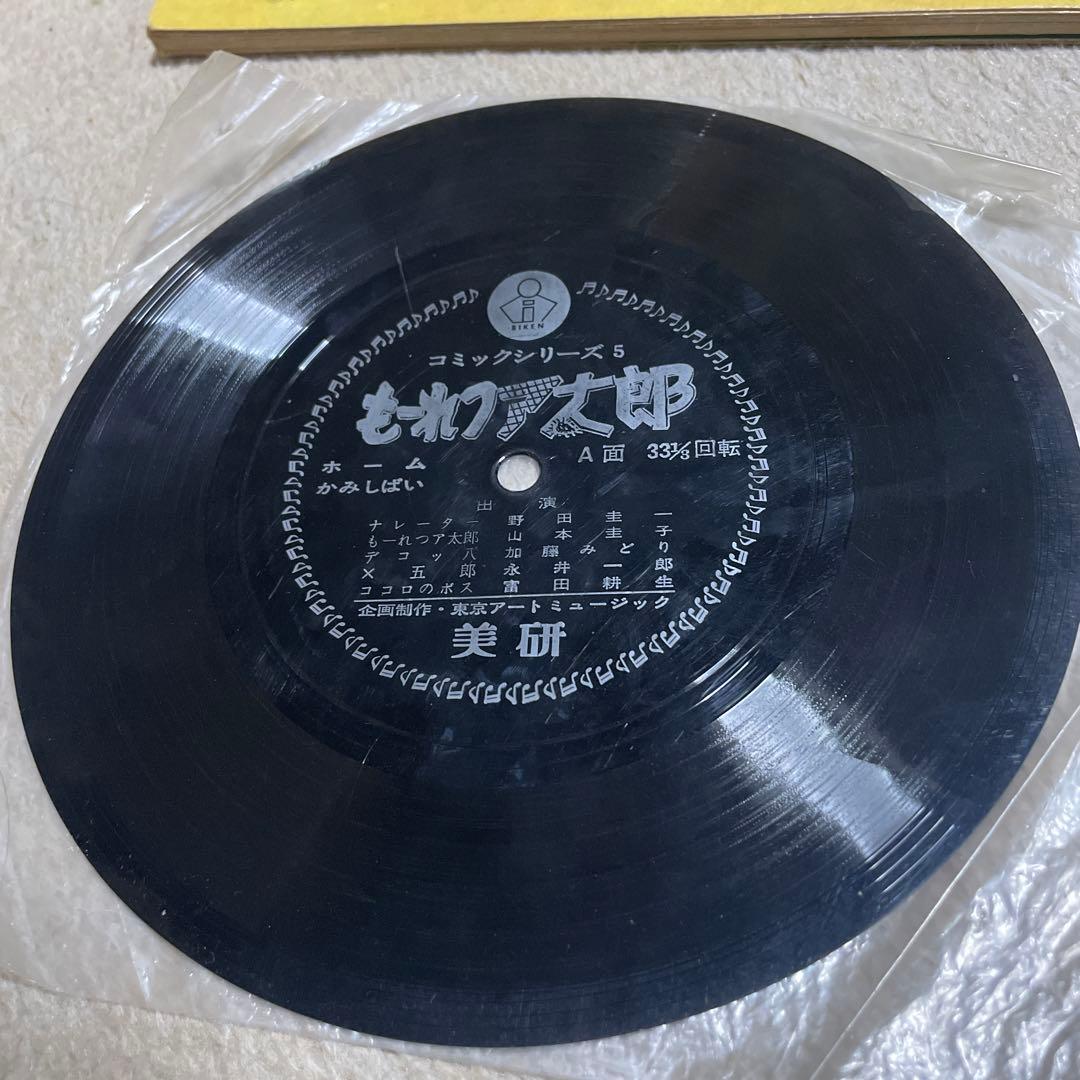 BIKEN
コミックシリーズ 5
もーれつア太郎
A面 33⅓回転
ホーム
かみしばい
出演
ナレーター 野田圭一
もーれつア太郎 山本圭子
デコッ八 加藤みどり
×五郎 永井一郎
ココロのボス 富田耕生
企画制作・東京アートミュージック
美研